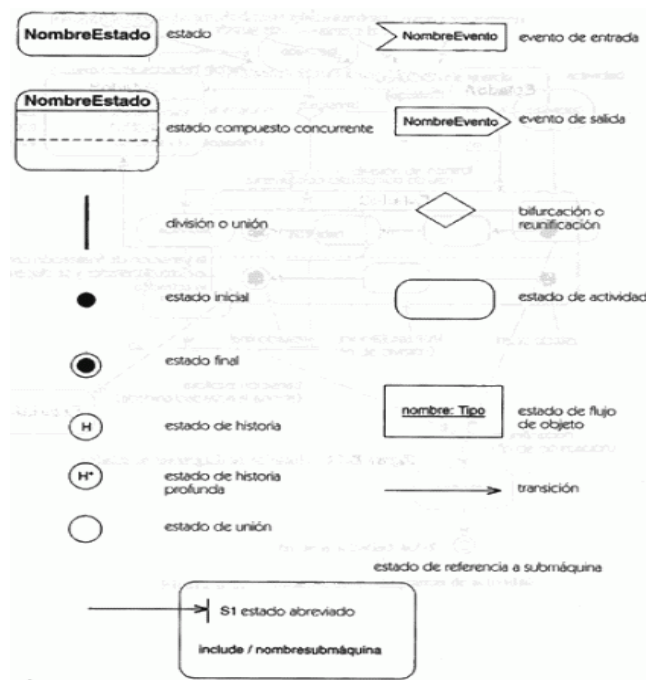 NombreEstado
estado
NombreEvento
evento de entrada
NombreEstado
estado compuesto concurrente
NombreEvento
evento de salida
división o unión
bifurcación o
reunificación
estado inicial
estado de actividad
estado final
nombre: Tipo
estado de flujo
de objeto
H
estado de historia
H*
estado de historia
profunda
transición
estado de unión
estado de referencia a submáquina
S1 estado abreviado
include / nombresubmáquina